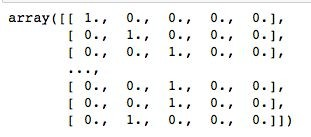 array([[ 1., 0., 0., 0., 0.],
[ 0., 1., 0., 0., 0.],
[ 0., 0., 1., 0., 0.],
...,
[ 0., 0., 1., 0., 0.],
[ 0., 0., 1., 0., 0.],
[ 0., 1., 0., 0., 0.]])